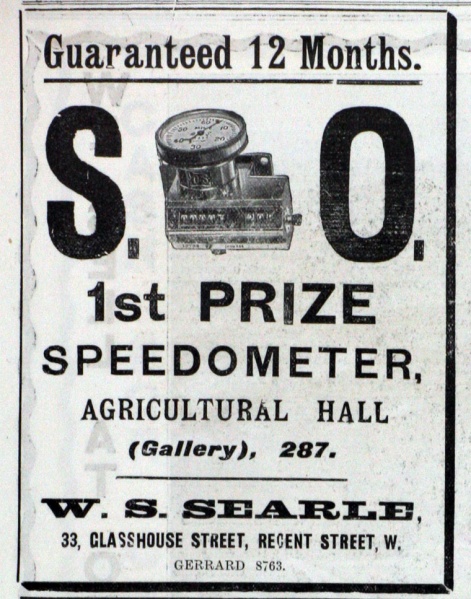 Guaranteed 12 Months.
S. O.
1st PRIZE
SPEEDOMETER,
AGRICULTURAL HALL
(Gallery), 287.
W. S. SEARLE,
33, GLASSHOUSE STREET, REGENT STREET, W.
GERRARD 8763.